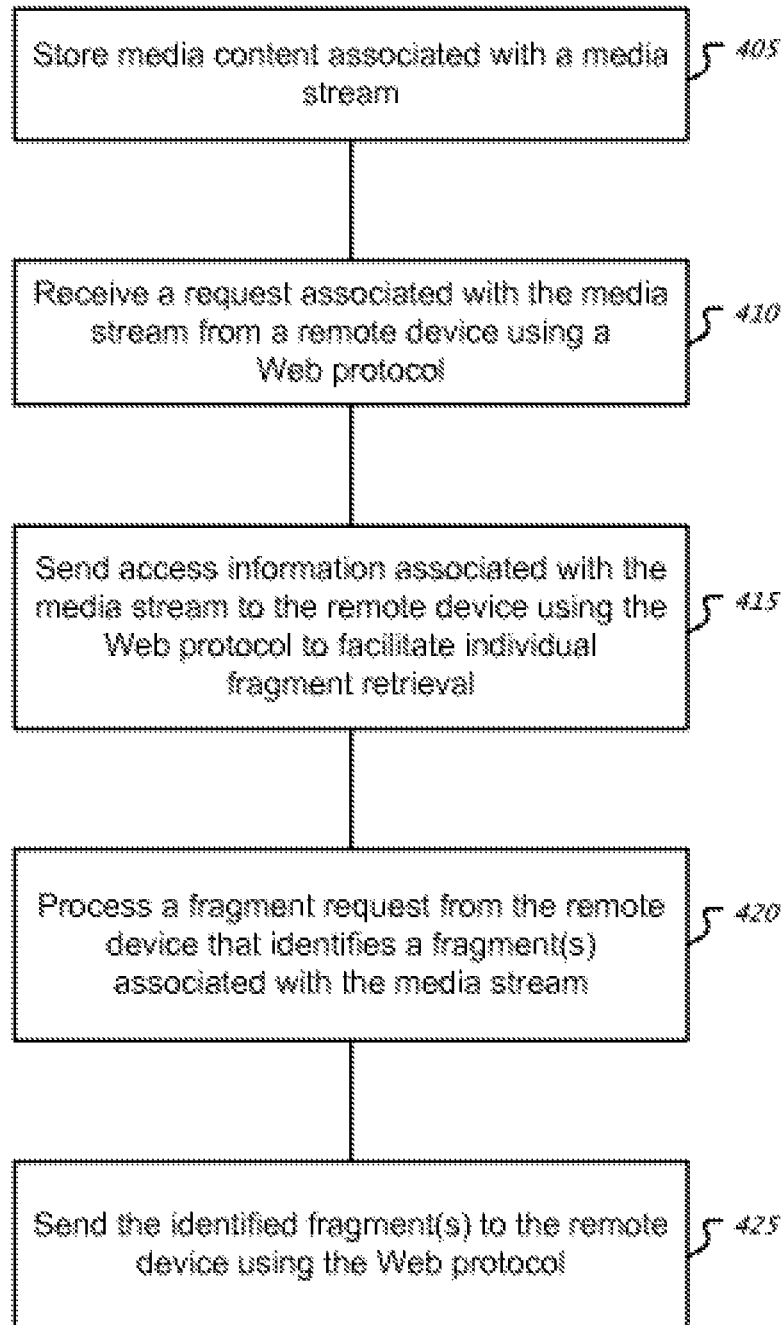 Store media content associated with a media
stream
405
Receive a request associated with the media
stream from a remote device using a
Web protocol
410
Send access information associated with the
media stream to the remote device using the
Web protocol to facilitate individual
fragment retrieval
415
Process a fragment request from the remote
device that identifies a fragment(s)
associated with the media stream
420
Send the identified fragment(s) to the remote
device using the Web protocol
425